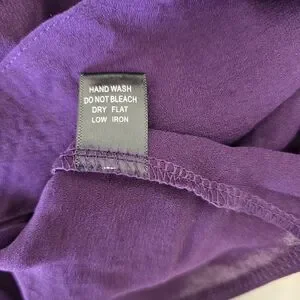 HAND WASH
DO NOT BLEACH
DRY FLAT
LOW IRON